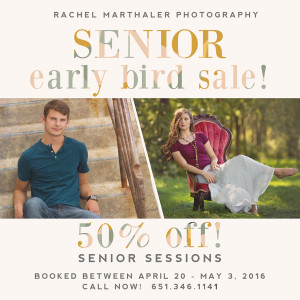 RACHEL MARTHALER PHOTOGRAPHY
SENIOR
early bird sale!
50% off!
SENIOR SESSIONS
BOOKED BETWEEN APRIL 20 - MAY 3, 2016
CALL NOW! 651.346.1141